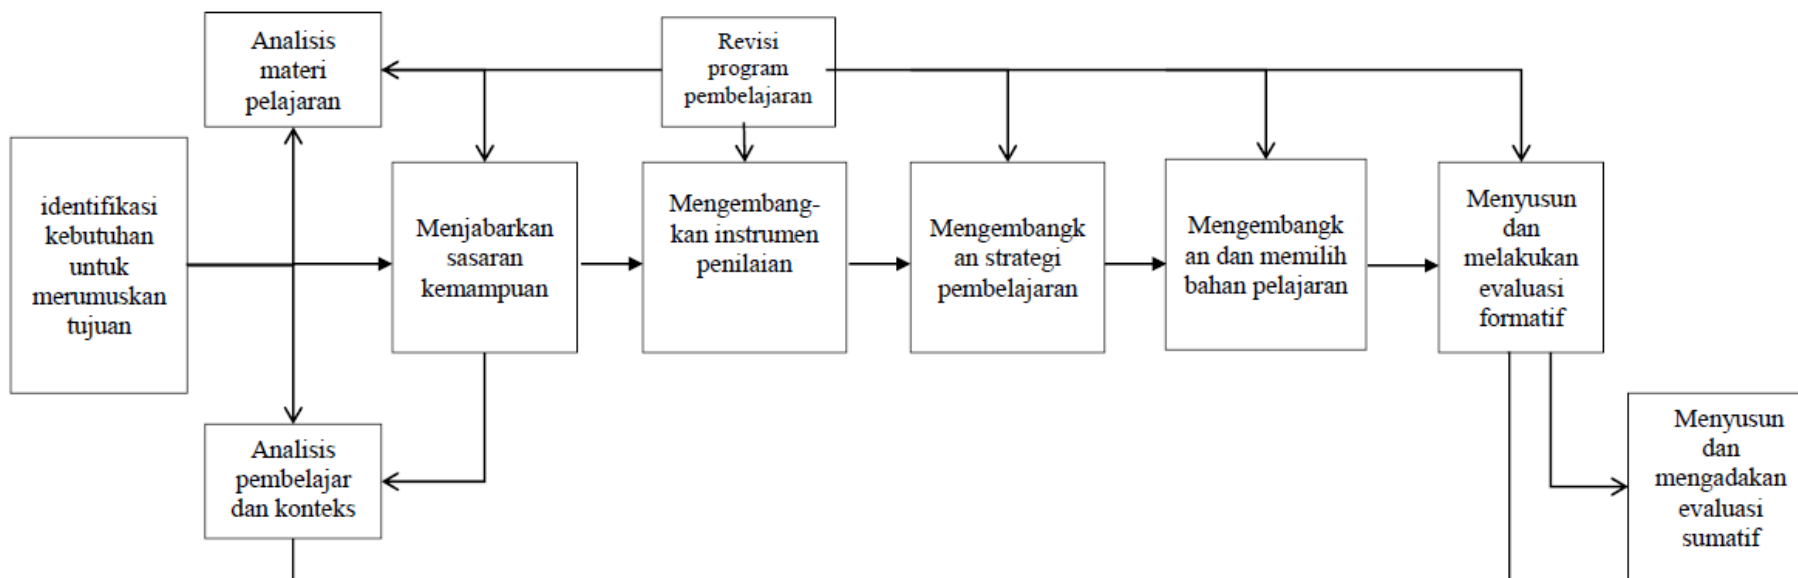 Analisis
materi
pelajaran
Revisi
program
pembelajaran
identifikasi
kebutuhan
untuk
merumuskan
tujuan
Menjabarkan
sasaran
kemampuan
Mengembang-
kan instrumen
penilaian
Mengembangk
an strategi
pembelajaran
Mengembangk
an dan memilih
bahan pelajaran
Menyusun
dan
melakukan
evaluasi
formatif
Analisis
pembelajar
dan konteks
Menyusun
dan
mengadakan
evaluasi
sumatif